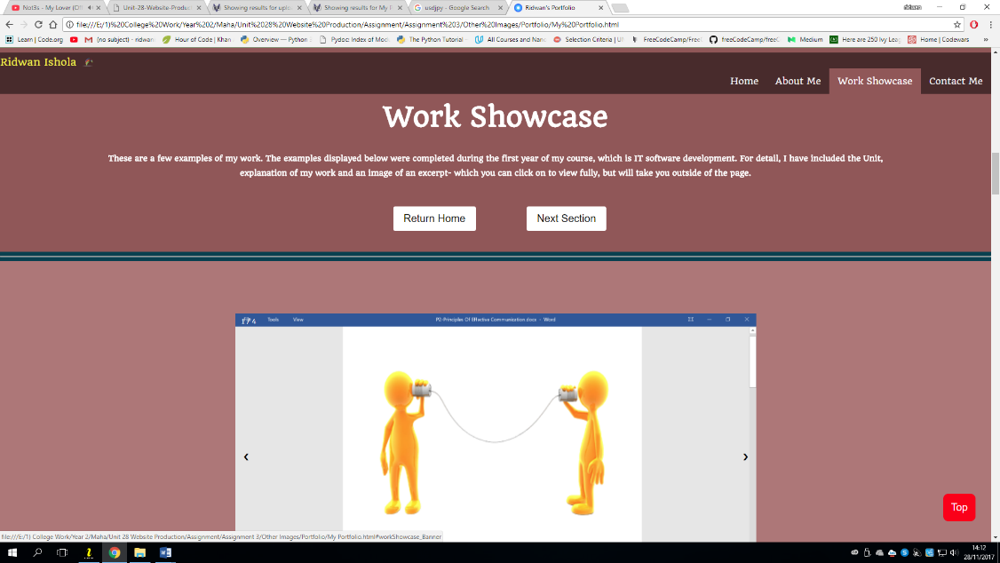 Not3s - My Lover (Of
Unit-28-Website-Produc
Showing results for uplo
Showing results for My P
usdjpy - Google Search
Ridwan's Portfolio
file:///E:/1)%20College%20Work/Year%202/Maha/Unit%2028%20Website%20Production/Assignment/Assignment%203/Other%20Images/Portfolio/My%20Portfolio.html
Learn | Code.org
(no subject) - ridwan
Hour of Code | Khan
Overview — Python
Pydoc: Index of Modu
The Python Tutorial
All Courses and Nano
Selection Criteria | U
FreeCodeCamp/Free
freeCodeCamp/freeC
Medium
Here are 250 Ivy Leag
Home | Codewars
Ridwan Ishola
Home About Me Work Showcase Contact Me
Work Showcase
These are a few examples of my work. The examples displayed below were completed during the first year of my course, which is IT software development. For detail, I have included the Unit,
explanation of my work and an image of an excerpt- which you can click on to view fully, but will take you outside of the page.
Return Home Next Section
1 / 4
Tools View P2-Principles Of Effective Communication.docx - Word
‹ ›
Top
file:///E:/1) College Work/Year 2/Maha/Unit 28 Website Production/Assignment/Assignment 3/Other Images/Portfolio/My Portfolio.html#workShowcase_Banner
14:12
28/11/2017